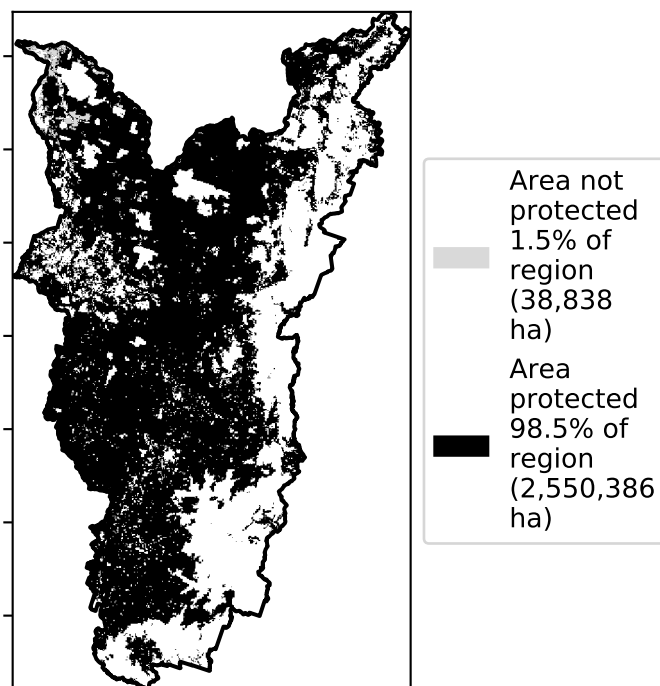 Area not
protected
1.5% of
region
(38,838
ha)
Area
protected
98.5% of
region
(2,550,386
ha)